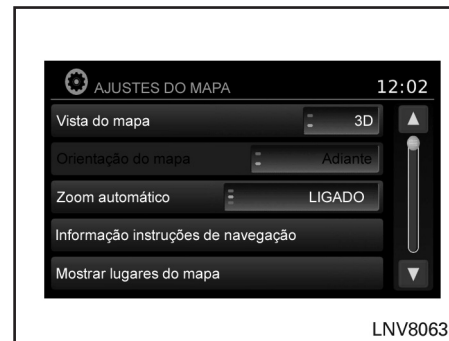 AJUSTES DO MAPA 12:02
Vista do mapa 3D
Orientação do mapa Adiante
Zoom automático LIGADO
Informação instruções de navegação
Mostrar lugares do mapa
LNV8063